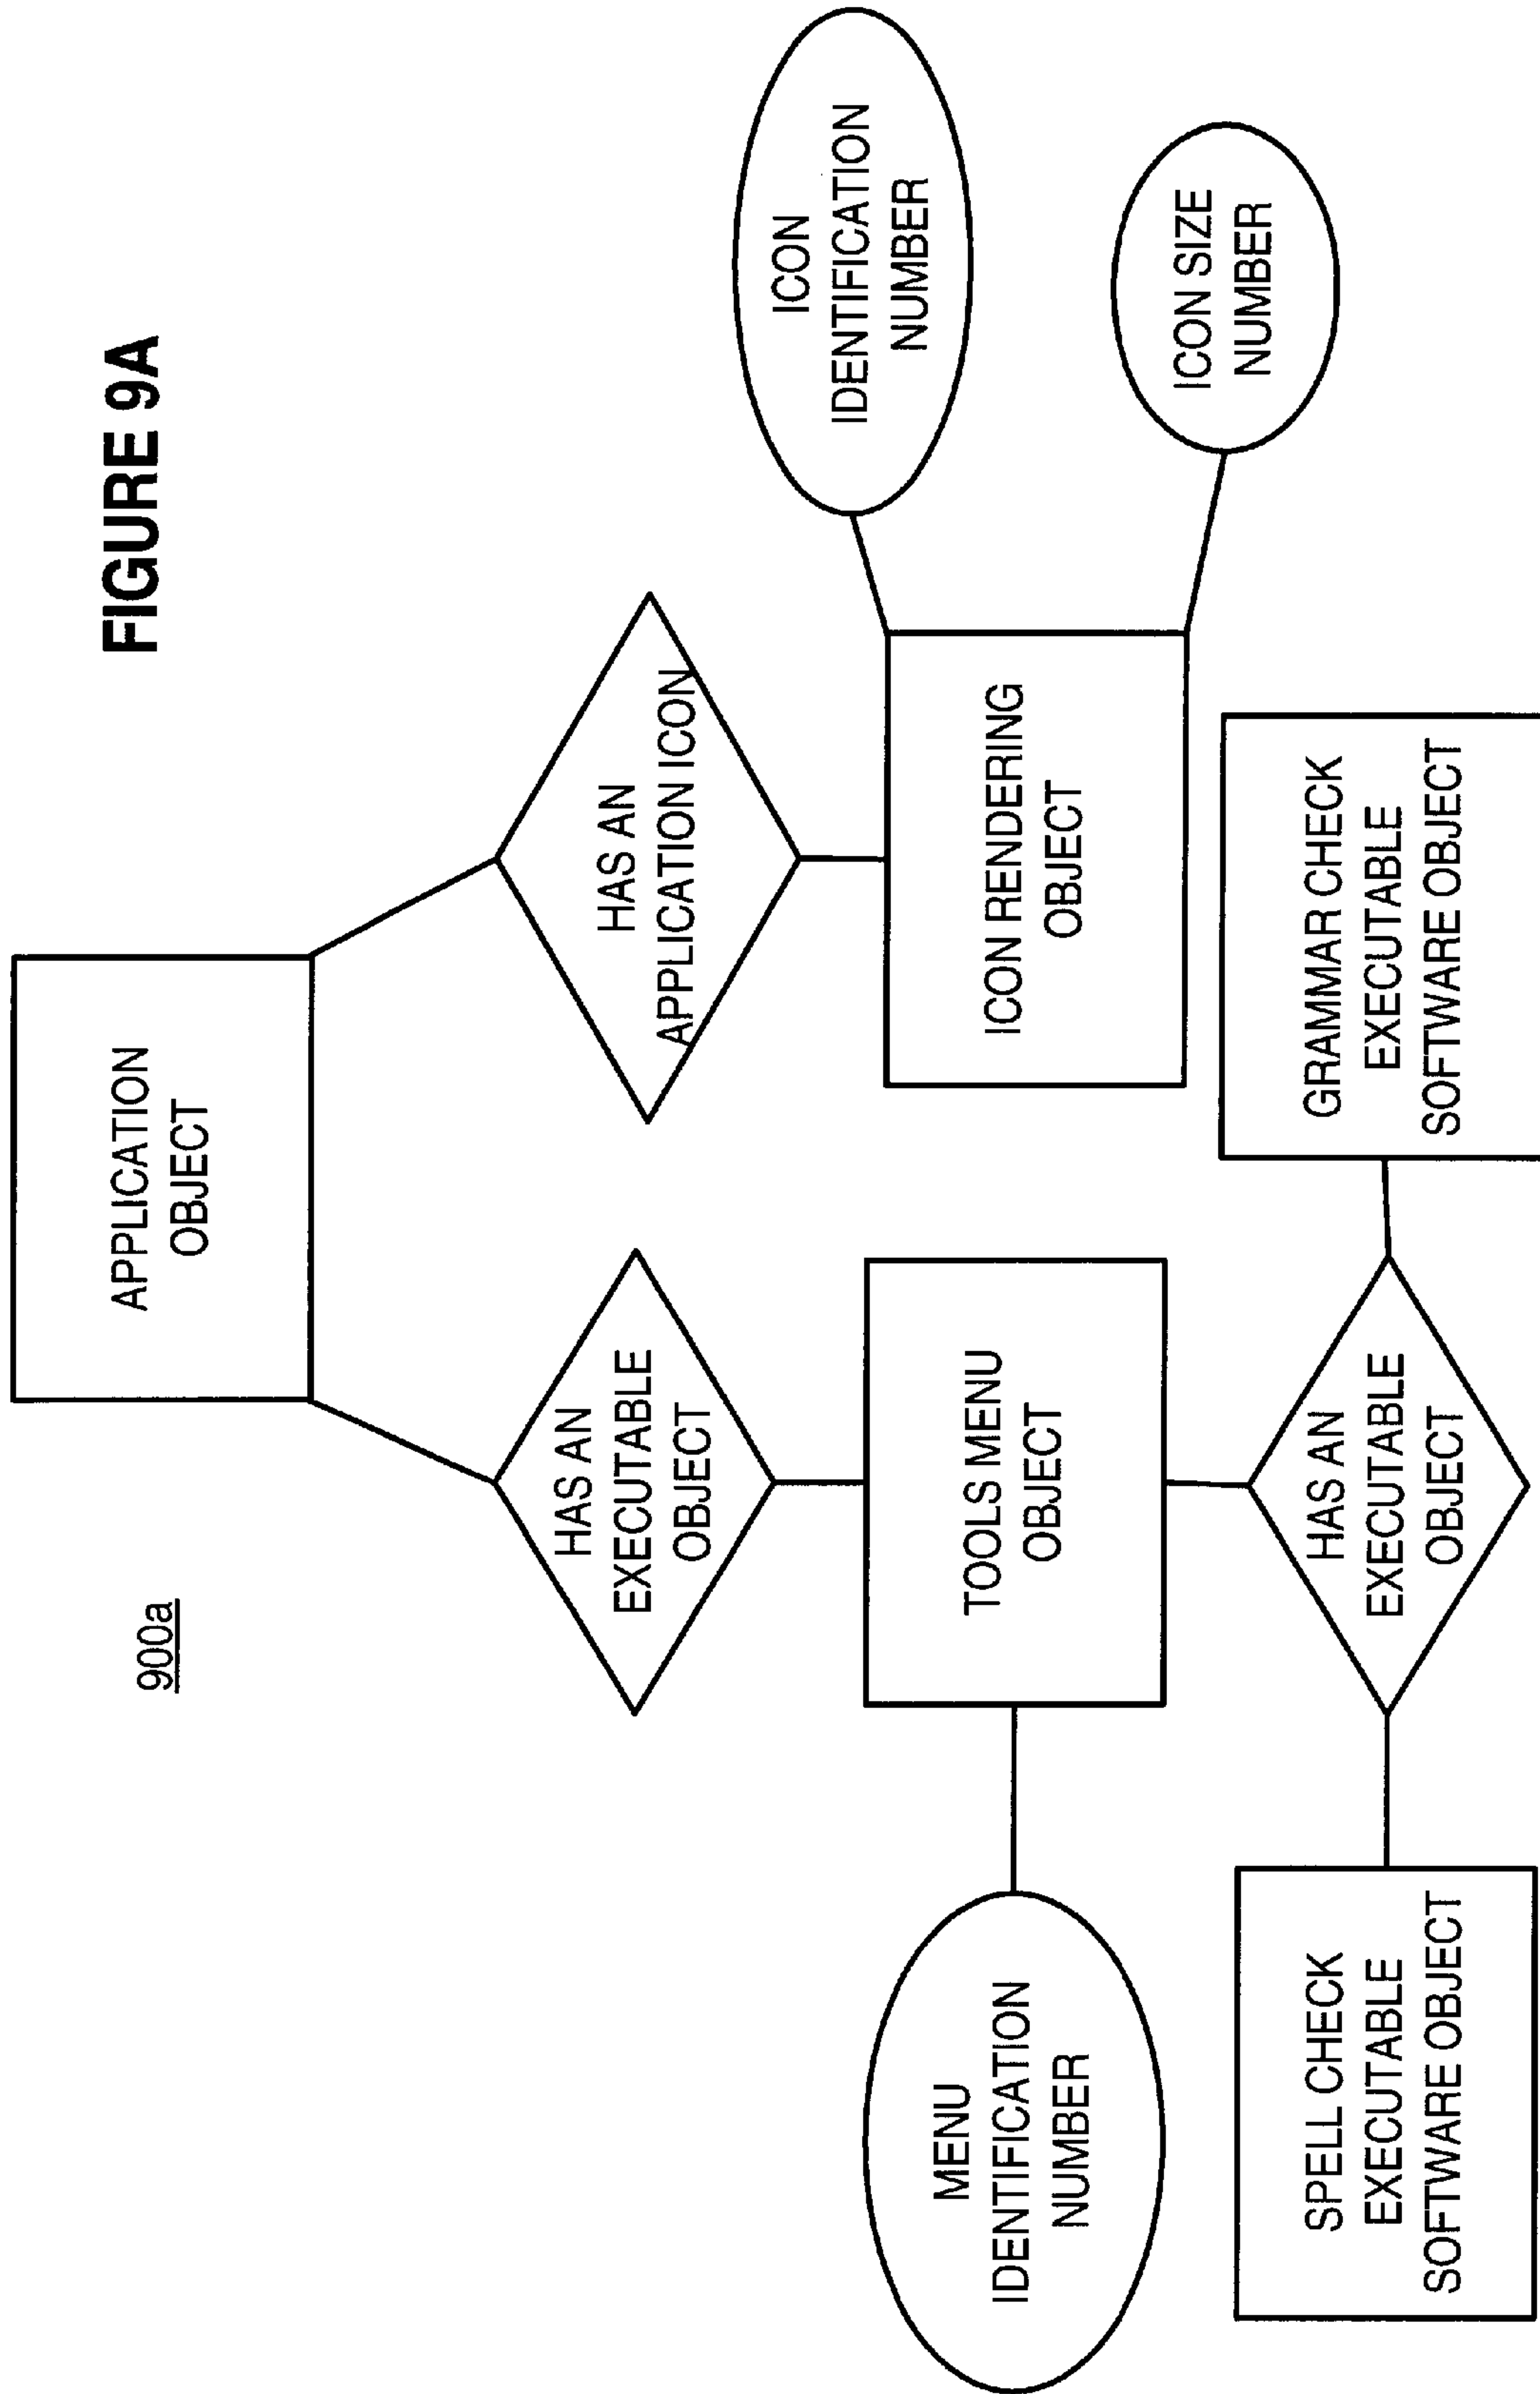 FIGURE 9A
900a
APPLICATION
OBJECT
HAS AN
EXECUTABLE
OBJECT
HAS AN
APPLICATION ICON
MENU
IDENTIFICATION
NUMBER
TOOLS MENU
OBJECT
ICON RENDERING
OBJECT
ICON
IDENTIFICATION
NUMBER
ICON SIZE
NUMBER
SPELL CHECK
EXECUTABLE
SOFTWARE OBJECT
HAS AN
EXECUTABLE
OBJECT
GRAMMAR CHECK
EXECUTABLE
SOFTWARE OBJECT